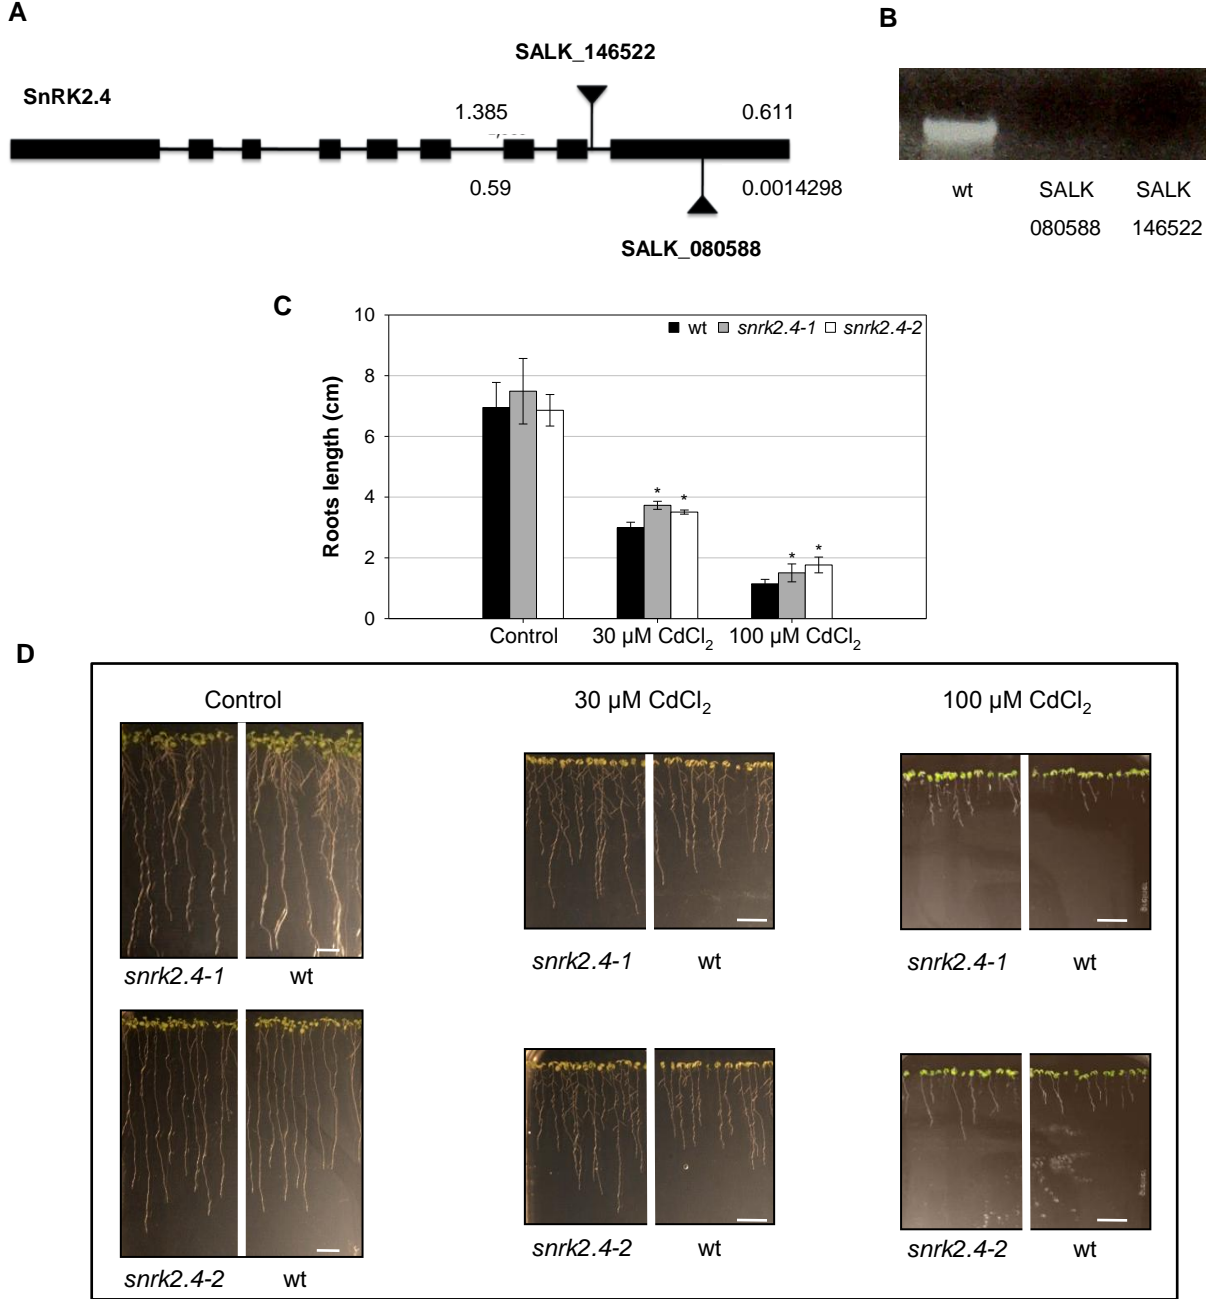 A
B
SALK_146522
SnRK2.4
1.385
0.611
0.59
0.0014298
SALK_080588
wt
SALK
080588
SALK
146522
C
10
8
6
4
2
0
Roots length (cm)
wt
snrk2.4-1
snrk2.4-2
*
*
*
*
Control
30 µM CdCl₂
100 µM CdCl₂
D
Control
30 µM CdCl₂
100 µM CdCl₂
snrk2.4-1
wt
snrk2.4-1
wt
snrk2.4-1
wt
snrk2.4-2
wt
snrk2.4-2
wt
snrk2.4-2
wt